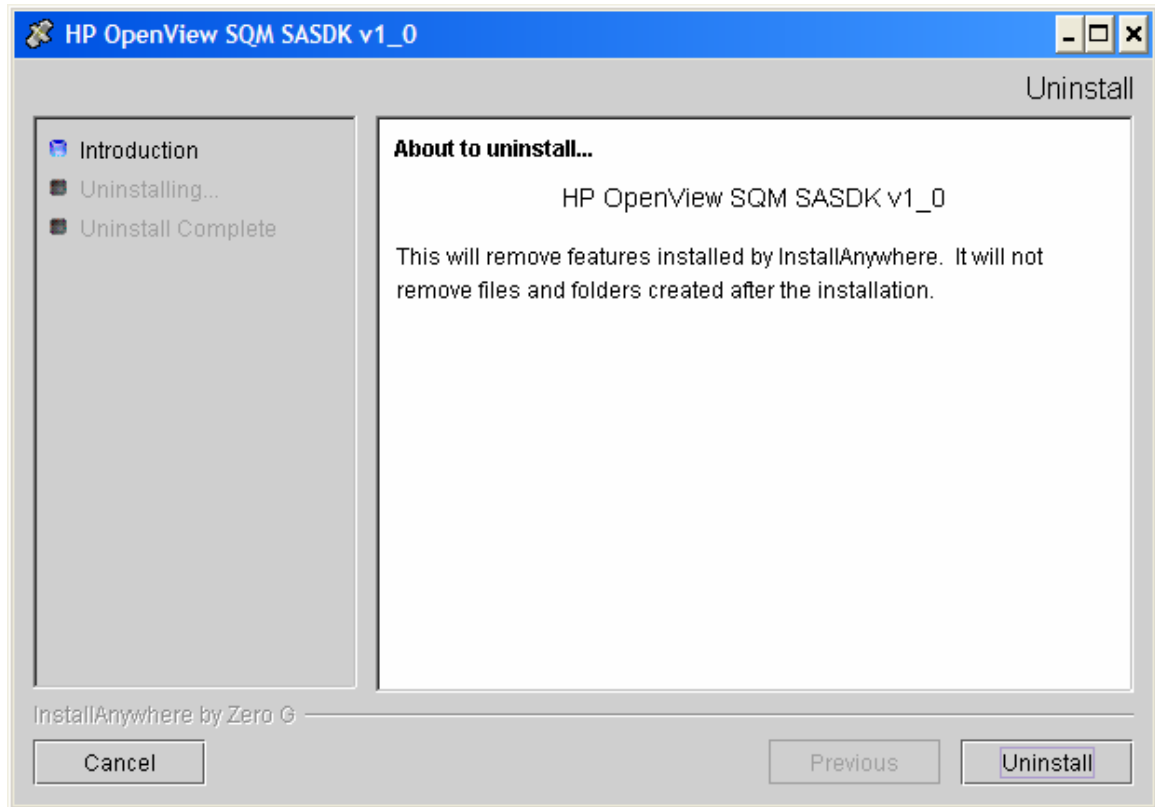 HP OpenView SQM SASDK v1_0
Uninstall
Introduction
Uninstalling...
Uninstall Complete
About to uninstall...
HP OpenView SQM SASDK v1_0
This will remove features installed by InstallAnywhere.  It will not
remove files and folders created after the installation.
InstallAnywhere by Zero G
Cancel
Previous
Uninstall